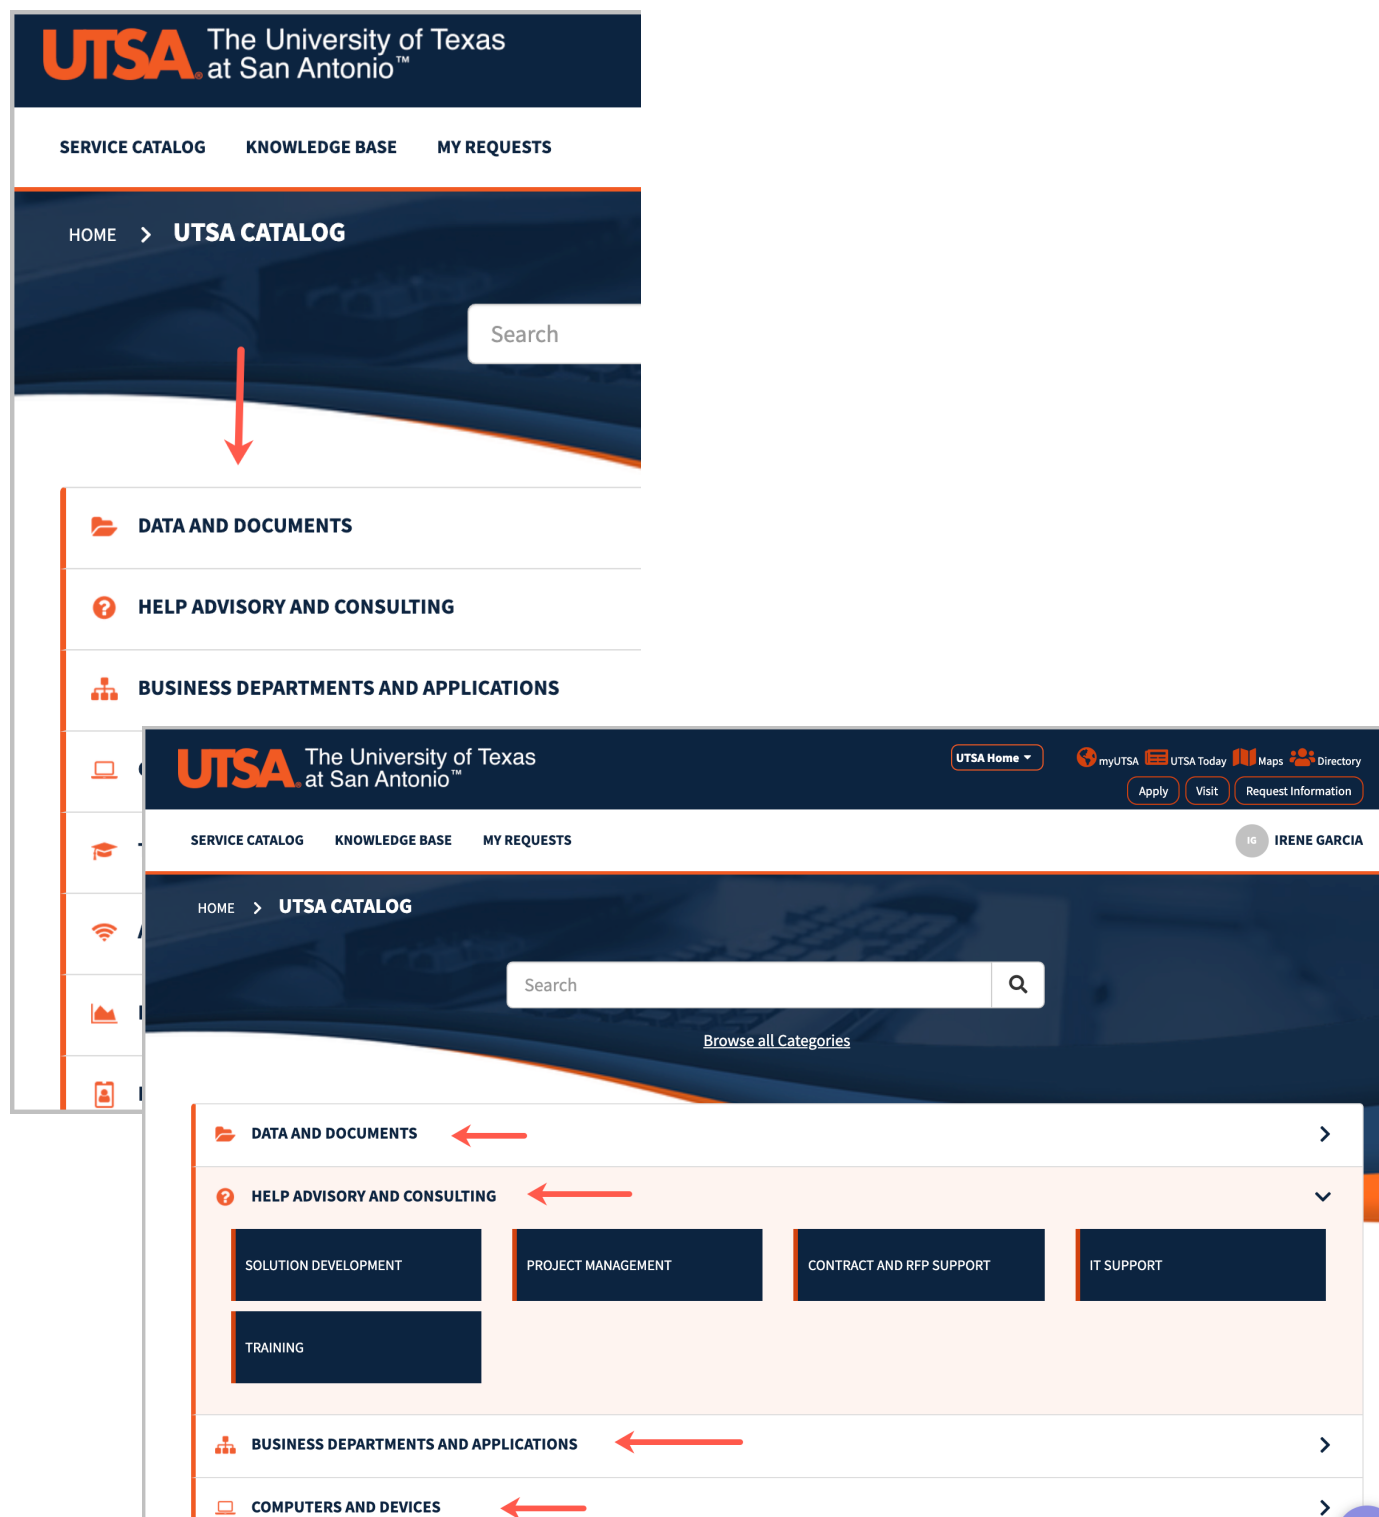 UTSA. The University of Texas
at San Antonio™
SERVICE CATALOG KNOWLEDGE BASE MY REQUESTS
HOME > UTSA CATALOG
Search
DATA AND DOCUMENTS
HELP ADVISORY AND CONSULTING
BUSINESS DEPARTMENTS AND APPLICATIONS
UTSA. The University of Texas
at San Antonio™
UTSA Home
myUTSA UTSA Today Maps Directory
Apply Visit Request Information
SERVICE CATALOG KNOWLEDGE BASE MY REQUESTS
IG IRENE GARCIA
HOME > UTSA CATALOG
Search
Browse all Categories
DATA AND DOCUMENTS
HELP ADVISORY AND CONSULTING
SOLUTION DEVELOPMENT
PROJECT MANAGEMENT
CONTRACT AND RFP SUPPORT
IT SUPPORT
TRAINING
BUSINESS DEPARTMENTS AND APPLICATIONS
COMPUTERS AND DEVICES